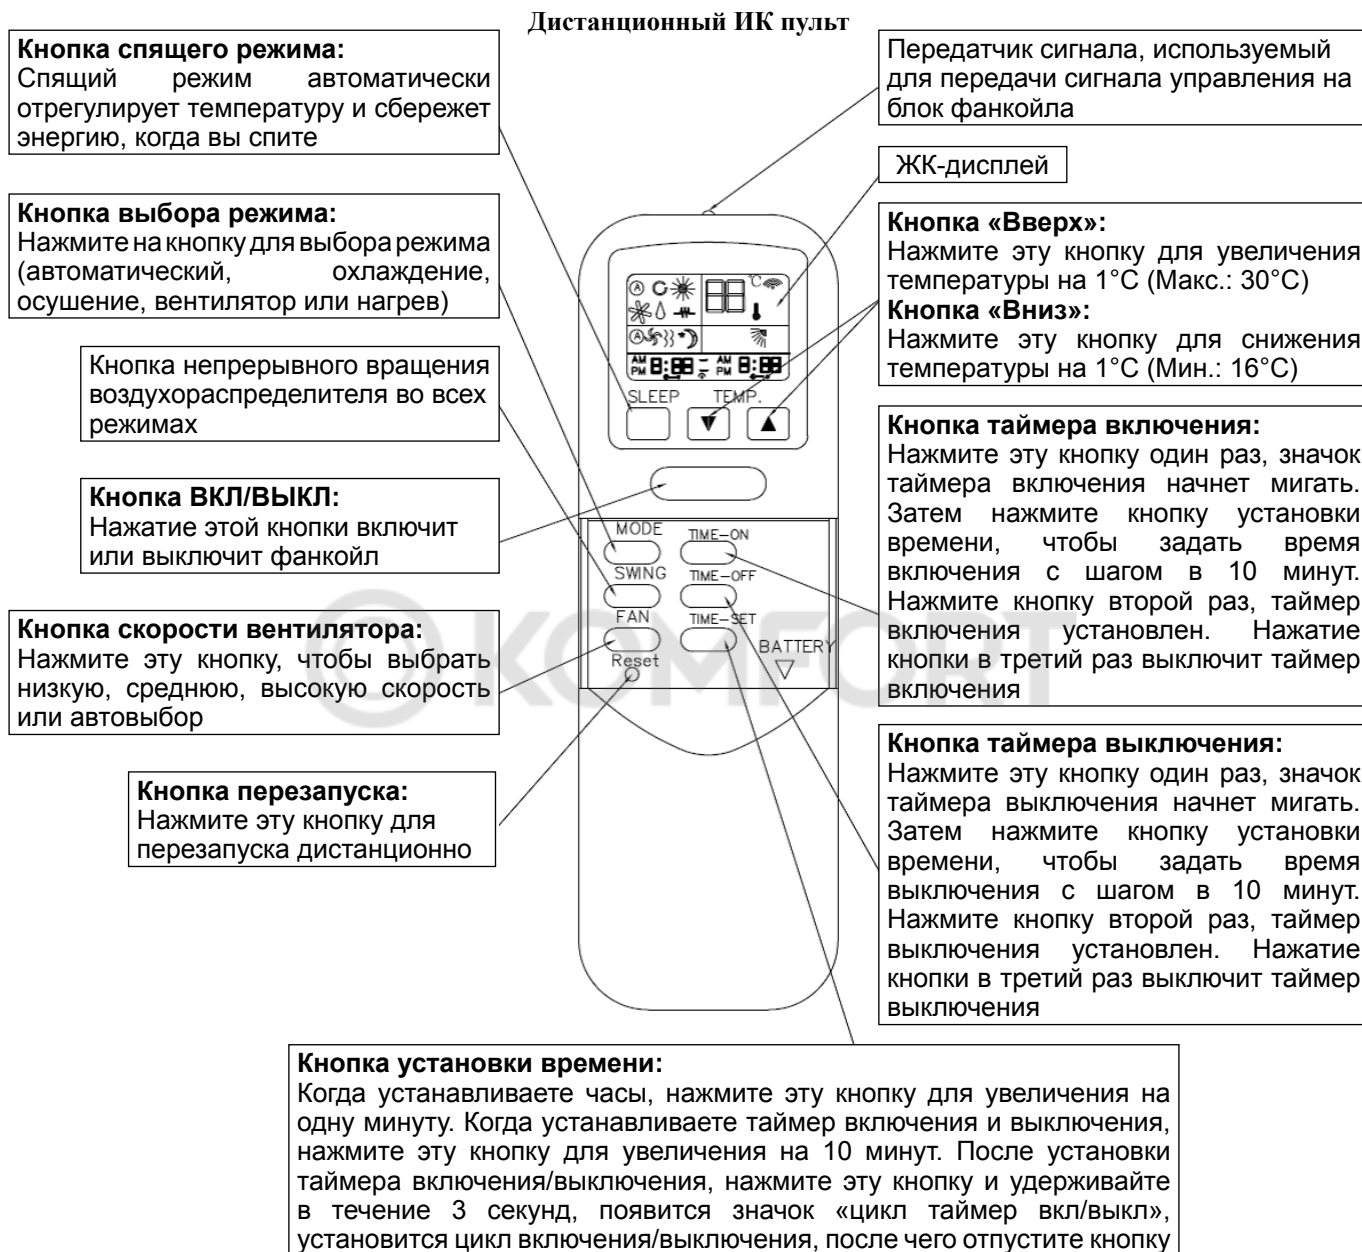 Дистанционный ИК пульт
Кнопка спящего режима:
Спящий режим автоматически
отрегулирует температуру и сбережет
энергию, когда вы спите
Кнопка выбора режима:
Нажмите на кнопку для выбора режима
(автоматический, охлаждение,
осушение, вентилятор или нагрев)
Кнопка непрерывного вращения
воздухораспределителя во всех
режимах
Кнопка ВКЛ/ВЫКЛ:
Нажатие этой кнопки включит
или выключит фанкойл
Кнопка скорости вентилятора:
Нажмите эту кнопку, чтобы выбрать
низкую, среднюю, высокую скорость
или автовыбор
Кнопка перезапуска:
Нажмите эту кнопку для
перезапуска дистанционно
A
°C
A
AM
PM
8:88
AM
PM
8:88
SLEEP TEMP.
MODE TIME-ON
SWING TIME-OFF
FAN TIME-SET
Reset BATTERY
© KOMFORT
Передатчик сигнала, используемый
для передачи сигнала управления на
блок фанкойла
ЖК-дисплей
Кнопка «Вверх»:
Нажмите эту кнопку для увеличения
температуры на 1°C (Макс.: 30°C)
Кнопка «Вниз»:
Нажмите эту кнопку для снижения
температуры на 1°C (Мин.: 16°C)
Кнопка таймера включения:
Нажмите эту кнопку один раз, значок
таймера включения начнет мигать.
Затем нажмите кнопку установки
времени, чтобы задать время
включения с шагом в 10 минут.
Нажмите кнопку второй раз, таймер
включения установлен. Нажатие
кнопки в третий раз выключит таймер
включения
Кнопка таймера выключения:
Нажмите эту кнопку один раз, значок
таймера выключения начнет мигать.
Затем нажмите кнопку установки
времени, чтобы задать время
выключения с шагом в 10 минут.
Нажмите кнопку второй раз, таймер
выключения установлен. Нажатие
кнопки в третий раз выключит таймер
выключения
Кнопка установки времени:
Когда устанавливаете часы, нажмите эту кнопку для увеличения на
одну минуту. Когда устанавливаете таймер включения и выключения,
нажмите эту кнопку для увеличения на 10 минут. После установки
таймера включения/выключения, нажмите эту кнопку и удерживайте
в течение 3 секунд, появится значок «цикл таймер вкл/выкл»,
установится цикл включения/выключения, после чего отпустите кнопку